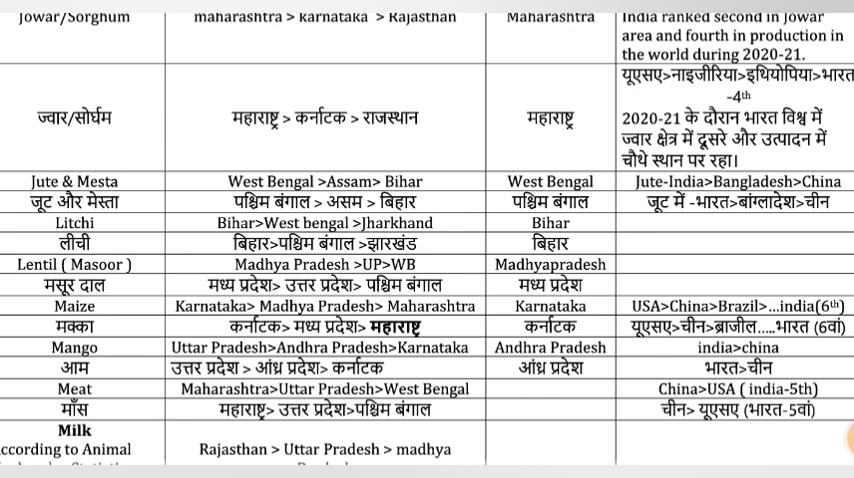 Jowar/Sorghum maharashtra > karnataka > Rajasthan Maharashtra India ranked second in Jowar
area and fourth in production in
the world during 2020-21.
यूएसए>नाइजीरिया>इथियोपिया>भारत
-4th
ज्वार/सोर्घम महाराष्ट्र > कर्नाटक > राजस्थान महाराष्ट्र 2020-21 के दौरान भारत विश्व में
ज्वार क्षेत्र में दूसरे और उत्पादन में
चौथे स्थान पर रहा।
Jute & Mesta West Bengal >Assam> Bihar West Bengal Jute-India>Bangladesh>China
जूट और मेस्ता पश्चिम बंगाल > असम > बिहार पश्चिम बंगाल जूट में -भारत>बांग्लादेश>चीन
Litchi Bihar>West bengal >Jharkhand Bihar
लीची बिहार>पश्चिम बंगाल >झारखंड बिहार
Lentil ( Masoor ) Madhya Pradesh >UP>WB Madhyapradesh
मसूर दाल मध्य प्रदेश> उत्तर प्रदेश> पश्चिम बंगाल मध्य प्रदेश
Maize Karnataka> Madhya Pradesh> Maharashtra Karnataka USA>China>Brazil>...india(6th)
मक्का कर्नाटक> मध्य प्रदेश> महाराष्ट्र कर्नाटक यूएसए>चीन>ब्राजील.....भारत (6वां)
Mango Uttar Pradesh>Andhra Pradesh>Karnataka Andhra Pradesh india>china
आम उत्तर प्रदेश > आंध्र प्रदेश> कर्नाटक आंध्र प्रदेश भारत>चीन
Meat Maharashtra>Uttar Pradesh>West Bengal China>USA ( india-5th)
माँस महाराष्ट्र> उत्तर प्रदेश>पश्चिम बंगाल चीन> यूएसए (भारत-5वां)
Milk
ccording to Animal Rajasthan > Uttar Pradesh > madhya